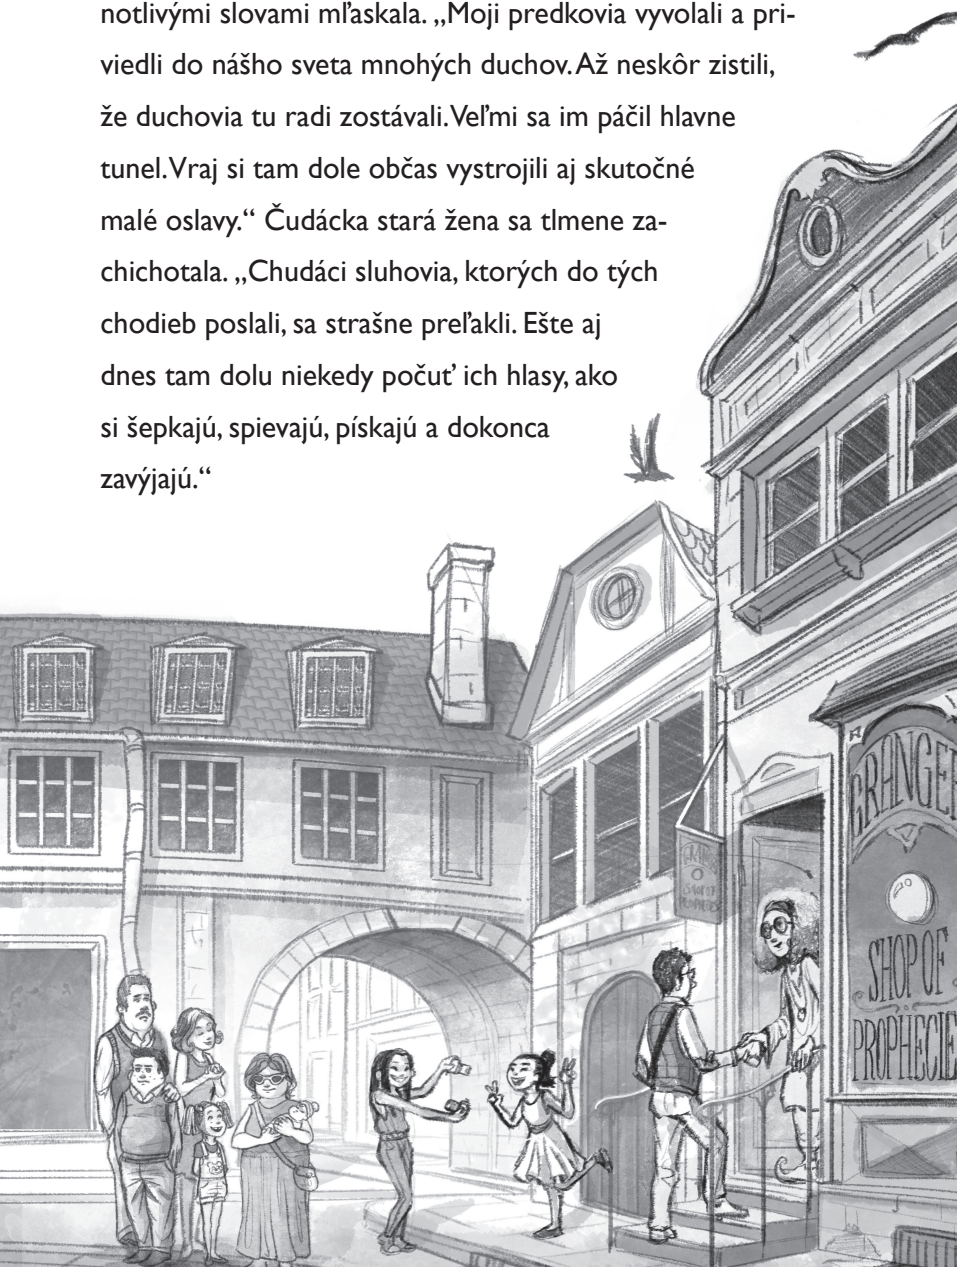 notlivými slovami mľaskala. „Moji predkovia vyvolali a pri-
viedli do nášho sveta mnohých duchov. Až neskôr zistili,
že duchovia tu radi zostávali. Veľmi sa im páčil hlavne
tunel. Vraj si tam dole občas vystrojili aj skutočné
malé oslavy.“ Čudácka stará žena sa tlmene za-
chichotala. „Chudáci sluhovia, ktorých do tých
chodieb poslali, sa strašne preľakli. Ešte aj
dnes tam dolu niekedy počuť ich hlasy, ako
si šepkajú, spievajú, pískajú a dokonca
zavýjajú.“
GRANGE
SHOP OF
PROPHECIE
SHOP OF